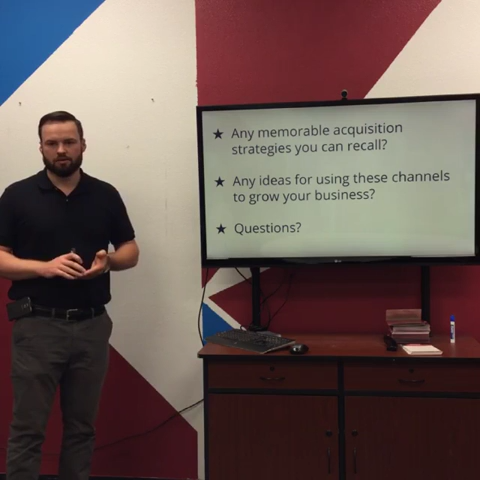 ★ Any memorable acquisition
strategies you can recall?
★ Any ideas for using these channels
to grow your business?
★ Questions?